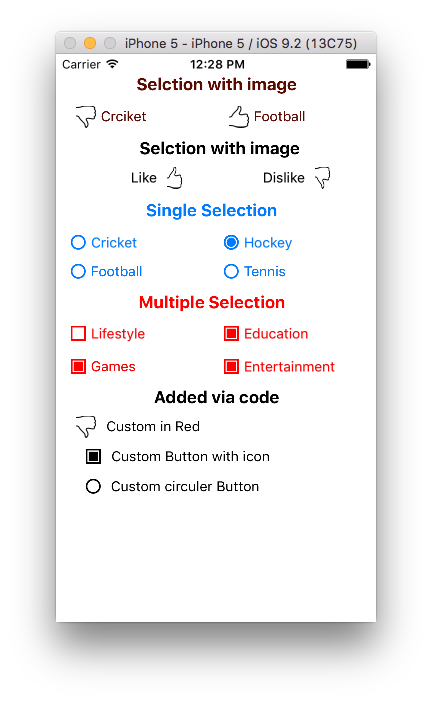 iPhone 5 - iPhone 5 / iOS 9.2 (13C75)
Carrier 12:28 PM
Selction with image
Crciket Football
Selction with image
Like Dislike
Single Selection
Cricket Hockey
Football Tennis
Multiple Selection
Lifestyle Education
Games Entertainment
Added via code
Custom in Red
Custom Button with icon
Custom circuler Button